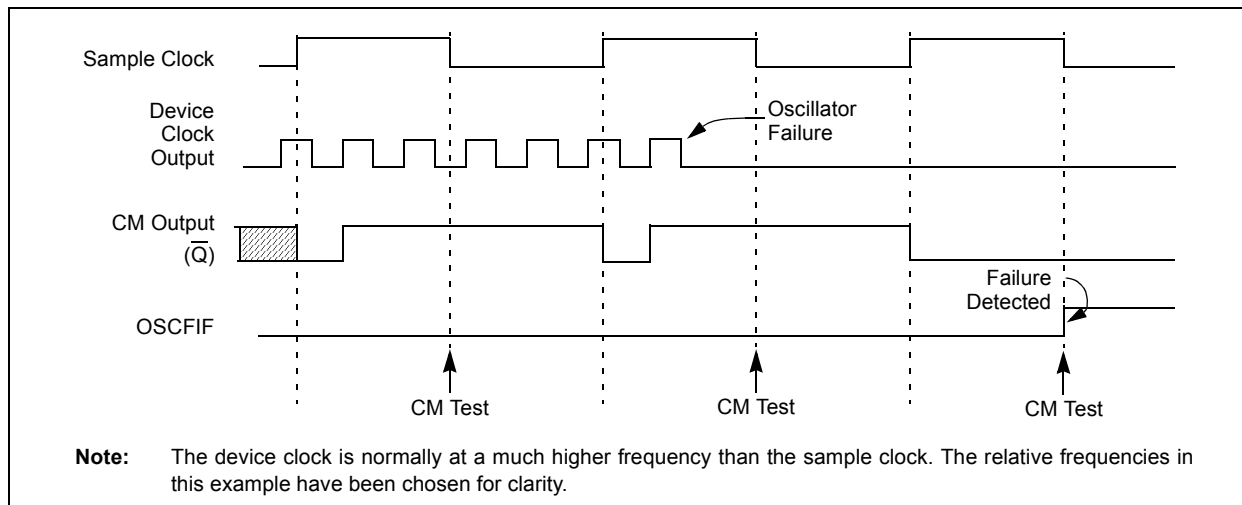 Sample Clock
Device
Clock
Output
Oscillator
Failure
CM Output
(Q̅)
Failure
Detected
OSCFIF
CM Test
CM Test
CM Test
Note: The device clock is normally at a much higher frequency than the sample clock. The relative frequencies in
this example have been chosen for clarity.